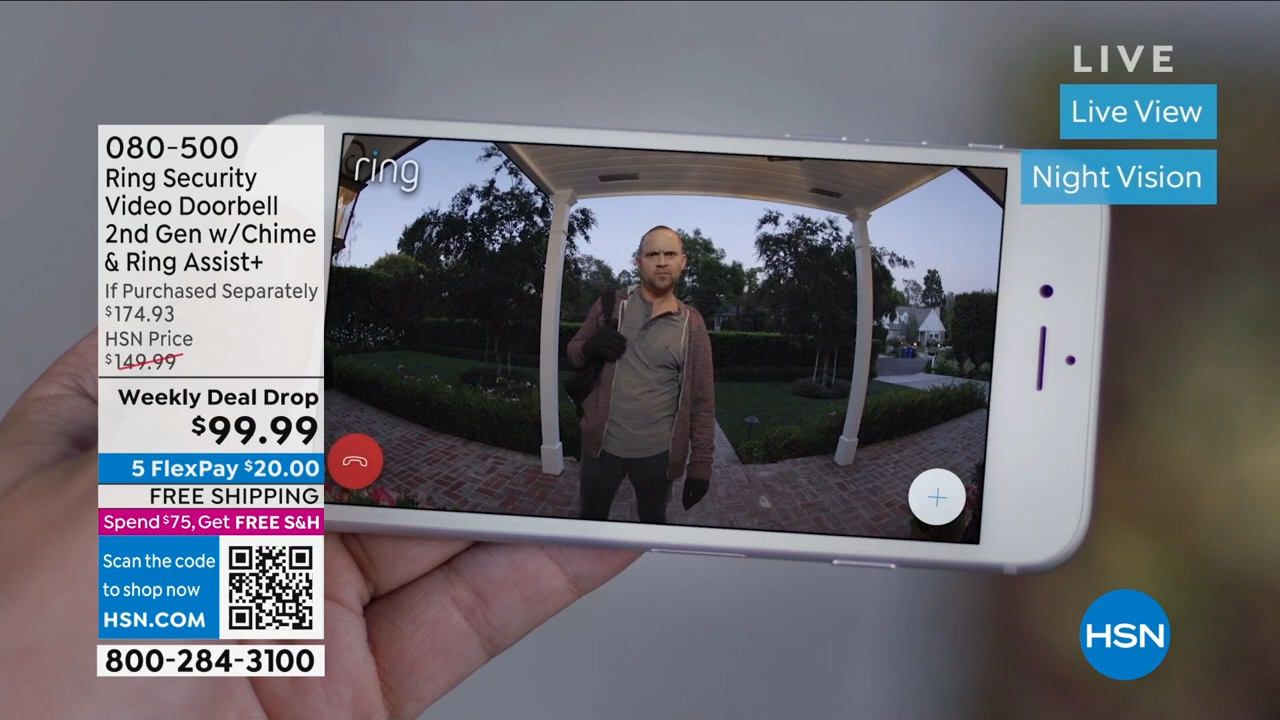 LIVE
Live View
Night Vision
080-500
Ring Security
Video Doorbell
2nd Gen w/Chime
& Ring Assist+
If Purchased Separately
$174.93
HSN Price
$149.99
Weekly Deal Drop
$99.99
5 FlexPay $20.00
FREE SHIPPING
Spend $75, Get FREE S&H
Scan the code
to shop now
HSN.COM
800-284-3100
ring
HSN